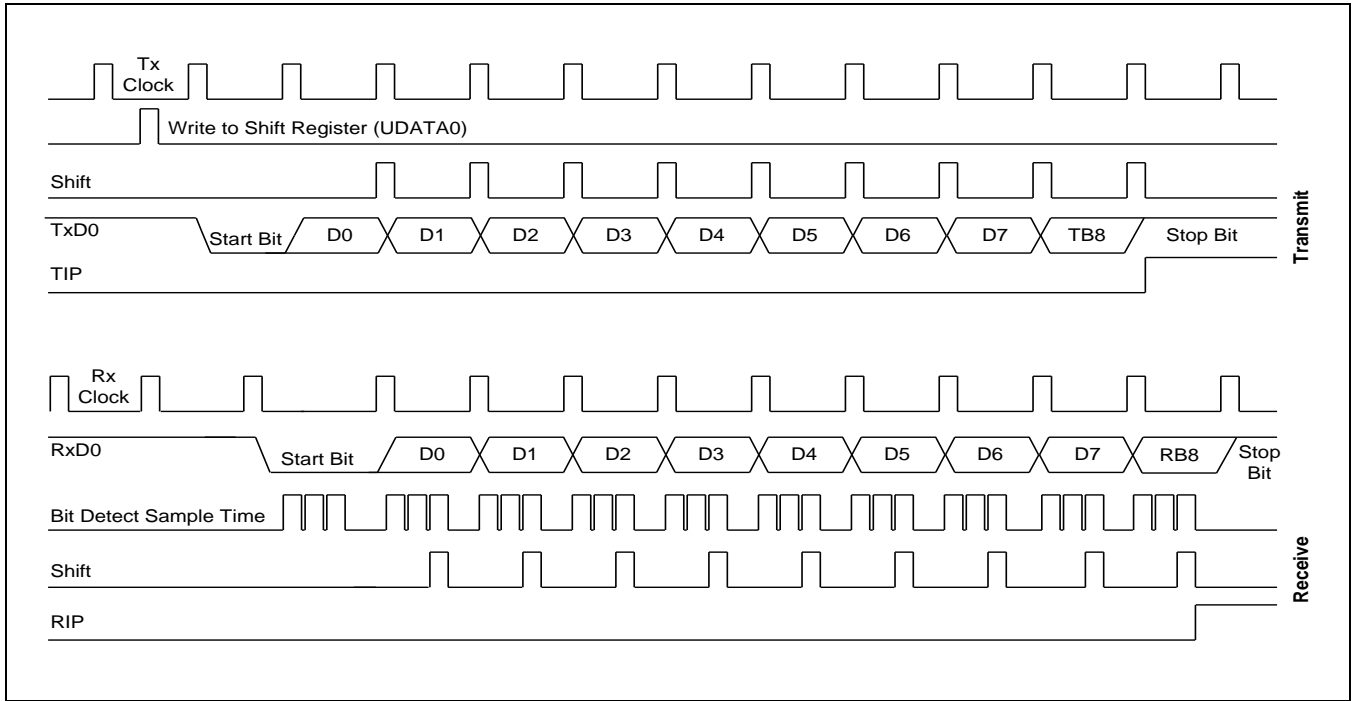 Tx
Clock
Write to Shift Register (UDATA0)
Shift
TxD0
Start Bit
D0
D1
D2
D3
D4
D5
D6
D7
TB8
Stop Bit
TIP
Transmit
Rx
Clock
RxD0
Start Bit
D0
D1
D2
D3
D4
D5
D6
D7
RB8
Stop
Bit
Bit Detect Sample Time
Shift
RIP
Receive